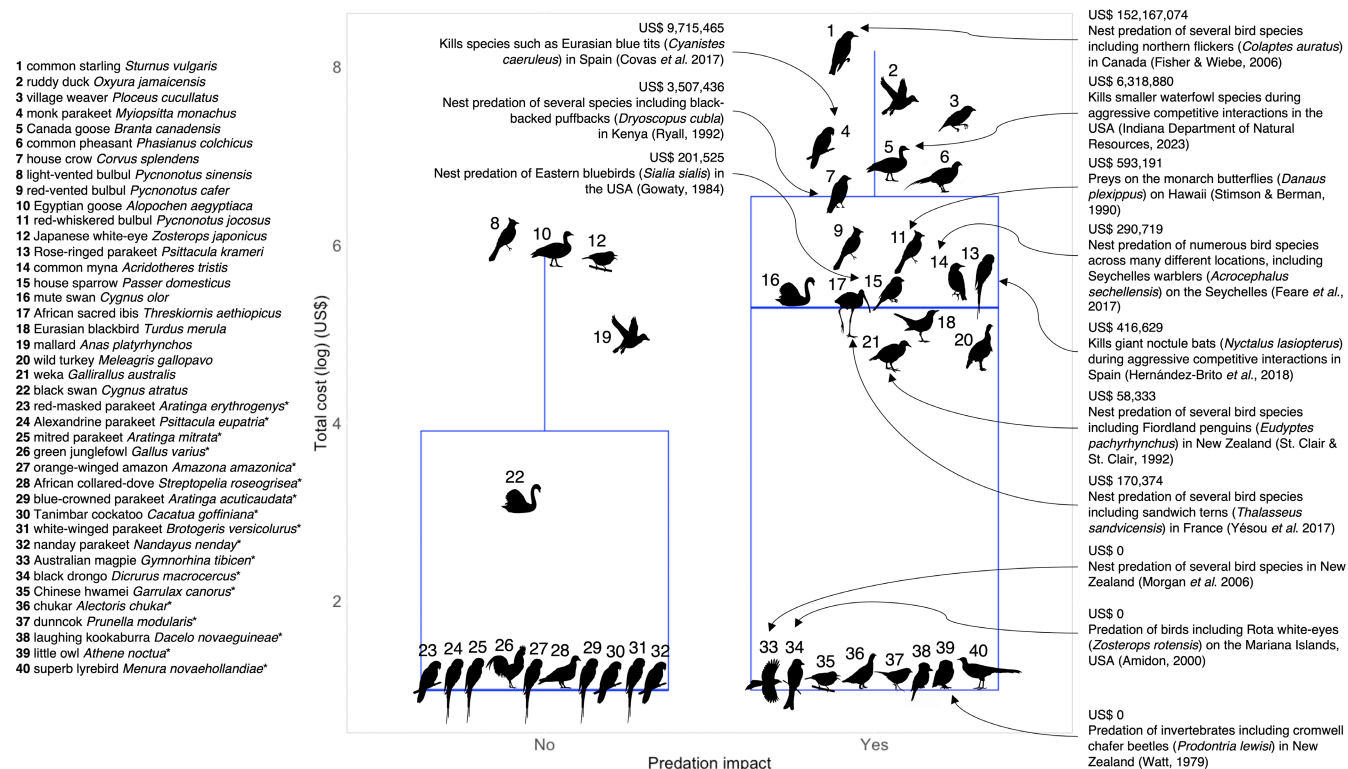 1 common starling Sturnus vulgaris
2 ruddy duck Oxyura jamaicensis
3 village weaver Ploceus cucullatus
4 monk parakeet Myiopsitta monachus
5 Canada goose Branta canadensis
6 common pheasant Phasianus colchicus
7 house crow Corvus splendens
8 light-vented bulbul Pycnonotus sinensis
9 red-vented bulbul Pycnonotus cafer
10 Egyptian goose Alopochen aegyptiaca
11 red-whiskered bulbul Pycnonotus jocosus
12 Japanese white-eye Zosterops japonicus
13 Rose-ringed parakeet Psittacula krameri
14 common myna Acridotheres tristis
15 house sparrow Passer domesticus
16 mute swan Cygnus olor
17 African sacred ibis Threskiornis aethiopicus
18 Eurasian blackbird Turdus merula
19 mallard Anas platyrhynchos
20 wild turkey Meleagris gallopavo
21 weka Gallirallus australis
22 black swan Cygnus atratus
23 red-masked parakeet Aratinga erythrogenys*
24 Alexandrine parakeet Psittacula eupatria*
25 mitred parakeet Aratinga mitrata*
26 green junglefowl Gallus varius*
27 orange-winged amazon Amazona amazonica*
28 African collared-dove Streptopelia roseogrisea*
29 blue-crowned parakeet Aratinga acuticaudata*
30 Tanimbar cockatoo Cacatua goffiniana*
31 white-winged parakeet Brotogeris versicolurus*
32 nanday parakeet Nandayus nenday*
33 Australian magpie Gymnorhina tibicen*
34 black drongo Dicrurus macrocercus*
35 Chinese hwamei Garrulax canorus*
36 chukar Alectoris chukar*
37 dunncok Prunella modularis*
38 laughing kookaburra Dacelo novaeguineae*
39 little owl Athene noctua*
40 superb lyrebird Menura novaehollandiae*
Total cost (log) (US$)
8
6
4
2
US$ 9,715,465
Kills species such as Eurasian blue tits (Cyanistes
caeruleus) in Spain (Covas et al. 2017)
US$ 3,507,436
Nest predation of several species including black-
backed puffbacks (Dryoscopus cubla)
in Kenya (Ryall, 1992)
US$ 201,525
Nest predation of Eastern bluebirds (Sialia sialis) in
the USA (Gowaty, 1984)
8
10
12
19
22
23
24
25
26
27
28
29
30
31
32
1
2
3
4
5
6
7
9
11
14
13
16
17
15
18
21
20
33
34
35
36
37
38
39
40
No
Yes
Predation impact
US$ 152,167,074
Nest predation of several bird species
including northern flickers (Colaptes auratus)
in Canada (Fisher & Wiebe, 2006)
US$ 6,318,880
Kills smaller waterfowl species during
aggressive competitive interactions in the
USA (Indiana Department of Natural
Resources, 2023)
US$ 593,191
Preys on the monarch butterflies (Danaus
plexippus) on Hawaii (Stimson & Berman,
1990)
US$ 290,719
Nest predation of numerous bird species
across many different locations, including
Seychelles warblers (Acrocephalus
sechellensis) on the Seychelles (Feare et al.,
2017)
US$ 416,629
Kills giant noctule bats (Nyctalus lasiopterus)
during aggressive competitive interactions in
Spain (Hernández-Brito et al., 2018)
US$ 58,333
Nest predation of several bird species
including Fiordland penguins (Eudyptes
pachyrhynchus) in New Zealand (St. Clair &
St. Clair, 1992)
US$ 170,374
Nest predation of several bird species
including sandwich terns (Thalasseus
sandvicensis) in France (Yésou et al. 2017)
US$ 0
Nest predation of several bird species in New
Zealand (Morgan et al. 2006)
US$ 0
Predation of birds including Rota white-eyes
(Zosterops rotensis) on the Mariana Islands,
USA (Amidon, 2000)
US$ 0
Predation of invertebrates including cromwell
chafer beetles (Prodontria lewisi) in New
Zealand (Watt, 1979)